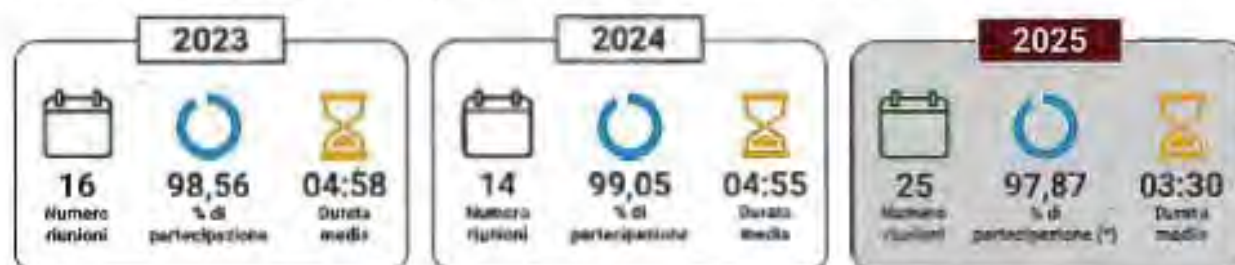 2023
16
Numero
riunioni
98,56
% di
partecipazione
04:58
Durata
media
2024
14
Numero
riunioni
99,05
% di
partecipazione
04:55
Durata
media
2025
25
Numero
riunioni
97,87
% di
partecipazione (*)
03:30
Durata
media